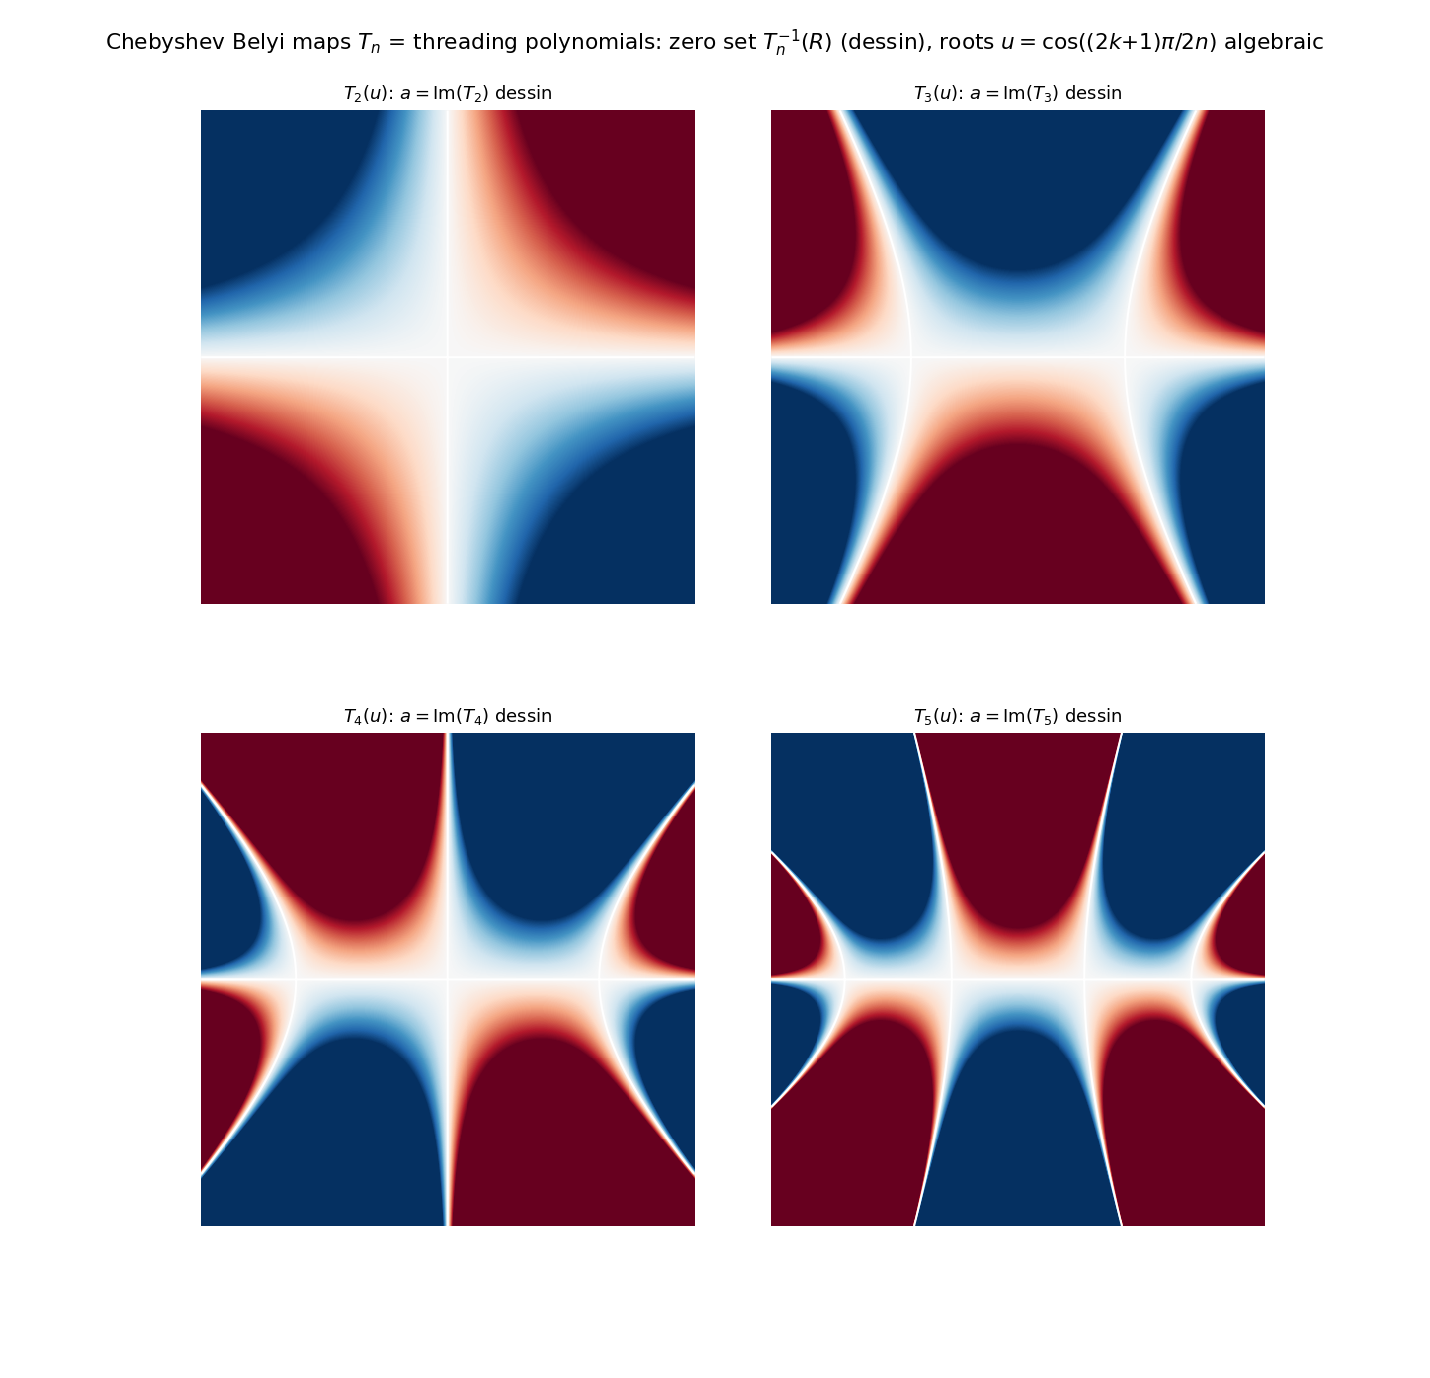 Chebyshev Belyi maps $T_n$ = threading polynomials: zero set $T_n^{-1}(R)$ (dessin), roots $u = \cos((2k+1)\pi/2n)$ algebraic
$T_2(u)$: $a = \mathrm{Im}(T_2)$ dessin
$T_3(u)$: $a = \mathrm{Im}(T_3)$ dessin
$T_4(u)$: $a = \mathrm{Im}(T_4)$ dessin
$T_5(u)$: $a = \mathrm{Im}(T_5)$ dessin